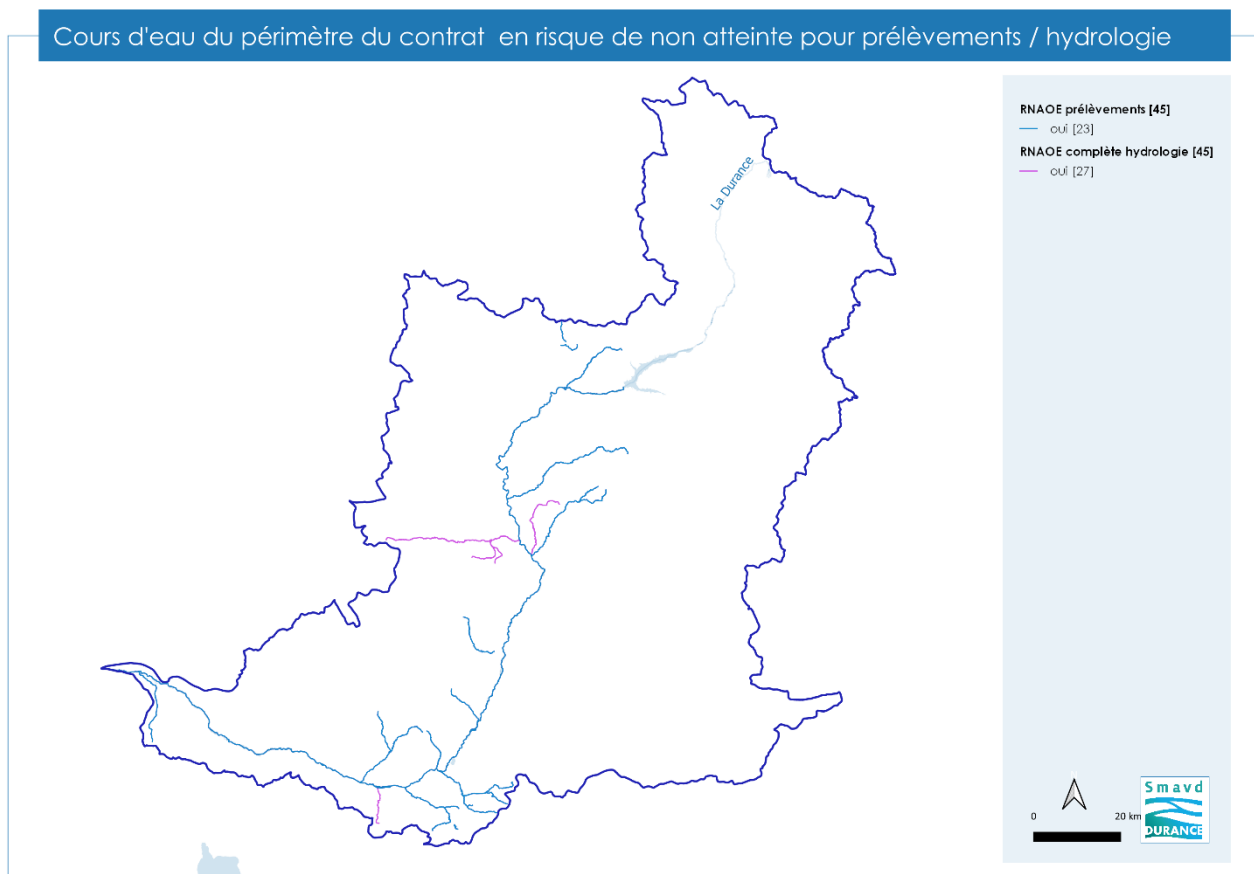 Cours d'eau du périmètre du contrat en risque de non atteinte pour prélèvements / hydrologie
La Durance
RNAOE prélèvements [45]
oui [23]
RNAOE complète hydrologie [45]
oui [27]
0 20 km
Smavd
DURANCE